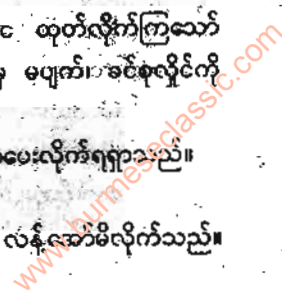 ထုတ်လိုက်ကြသော်
မပျက်၊ ခင်စုလှိုင်ကို
ပေးလိုက်ရရှာသည်။
လန့်အော်မိလိုက်သည်။
www.burmeseclassic.com